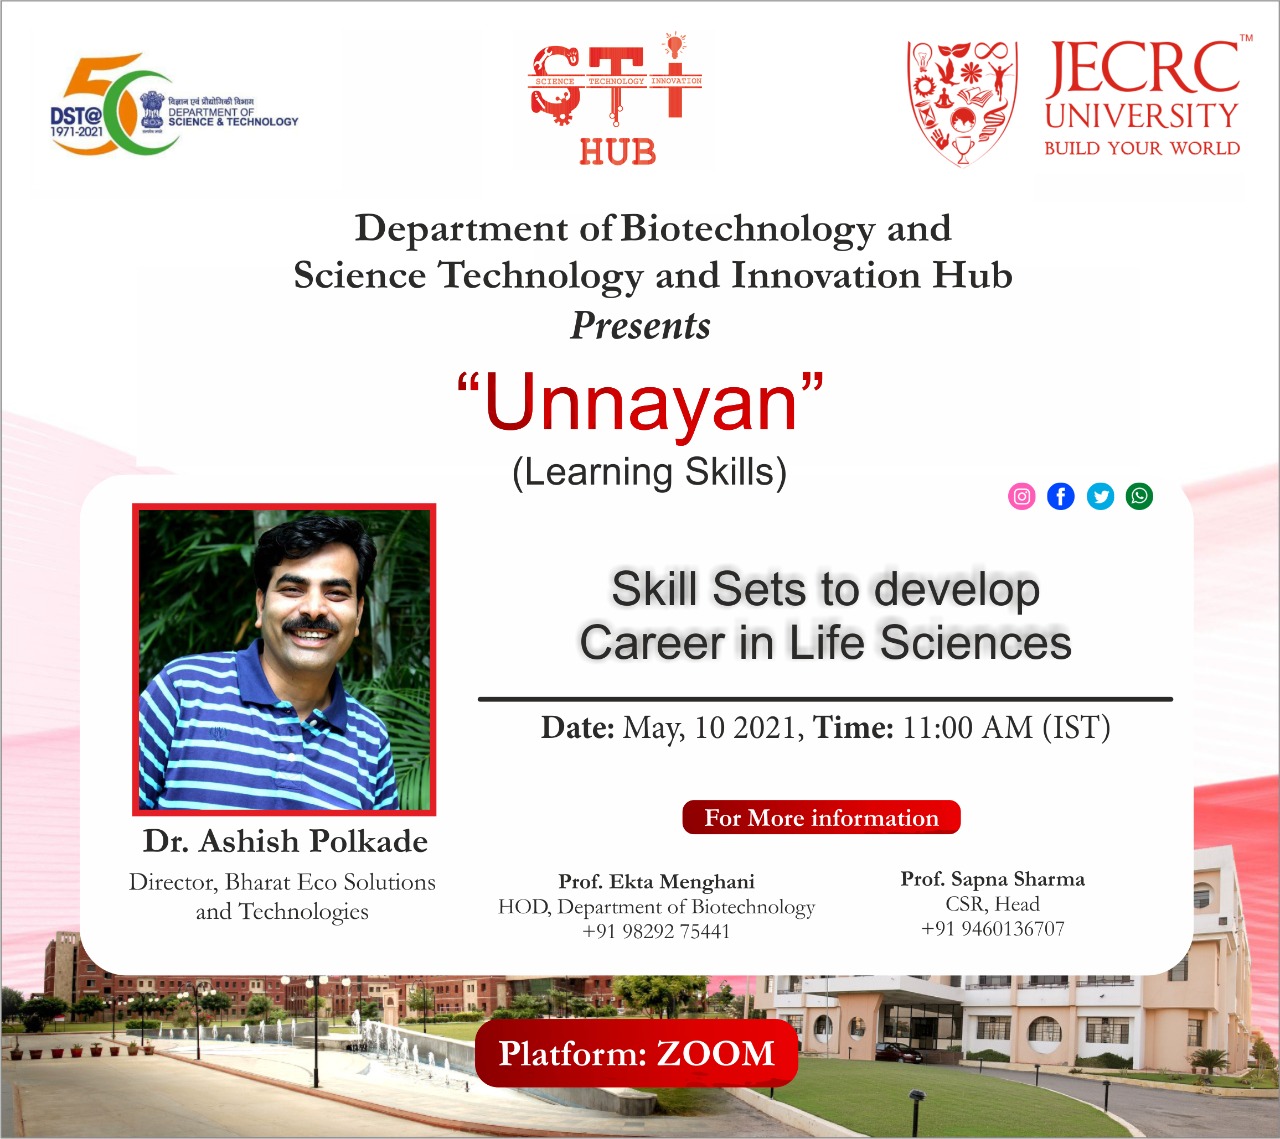 DST@50
1971-2021
विज्ञान एवं प्रौद्योगिकी विभाग
DEPARTMENT OF
SCIENCE & TECHNOLOGY
STI
SCIENCE TECHNOLOGY INNOVATION
HUB
JECRC™
UNIVERSITY
BUILD YOUR WORLD
Department of Biotechnology and
Science Technology and Innovation Hub
Presents
“Unnayan”
(Learning Skills)
Skill Sets to develop
Career in Life Sciences
Date: May, 10 2021, Time: 11:00 AM (IST)
Dr. Ashish Polkade
Director, Bharat Eco Solutions
and Technologies
For More information
Prof. Ekta Menghani
HOD, Department of Biotechnology
+91 98292 75441
Prof. Sapna Sharma
CSR, Head
+91 9460136707
Platform: ZOOM